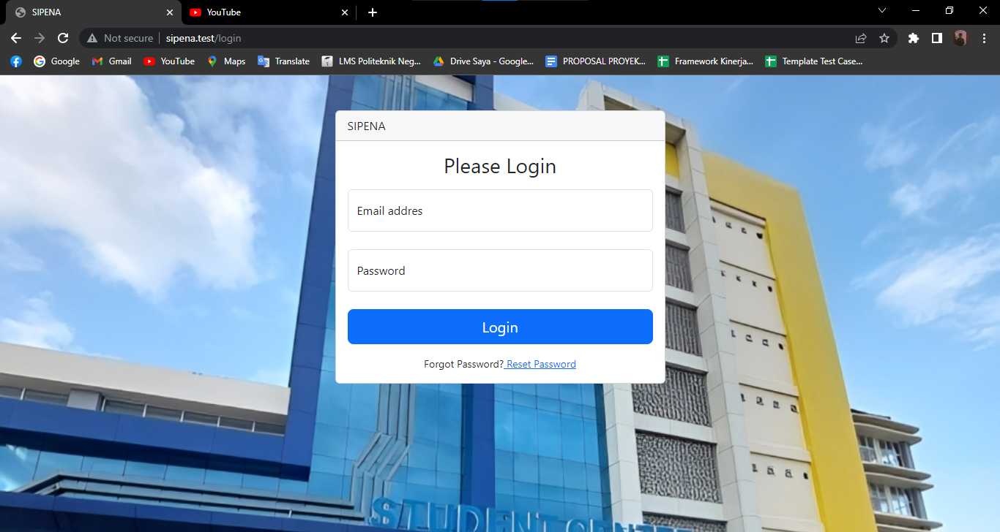 SIPENA
YouTube
Not secure
sipena.test/login
Google
Gmail
YouTube
Maps
Translate
LMS Politeknik Neg...
Drive Saya - Google...
PROPOSAL PROYEK...
Framework Kinerja...
Template Test Case...
SIPENA
Please Login
Email addres
Password
Login
Forgot Password? Reset Password
STUDENT CENTER